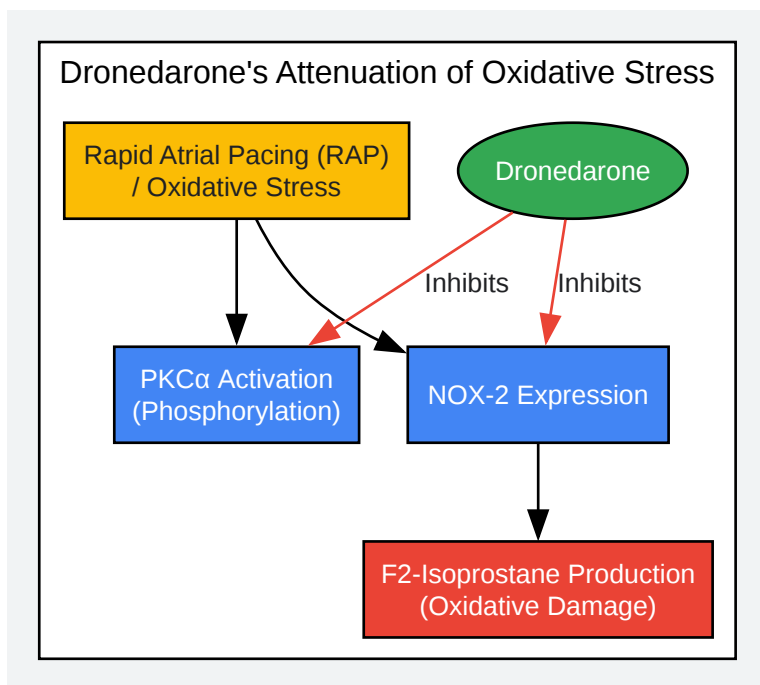 Dronedarone's Attenuation of Oxidative Stress
Rapid Atrial Pacing (RAP)
/ Oxidative Stress
Dronedarone
Inhibits
Inhibits
PKCα Activation
(Phosphorylation)
NOX-2 Expression
F2-Isoprostane Production
(Oxidative Damage)